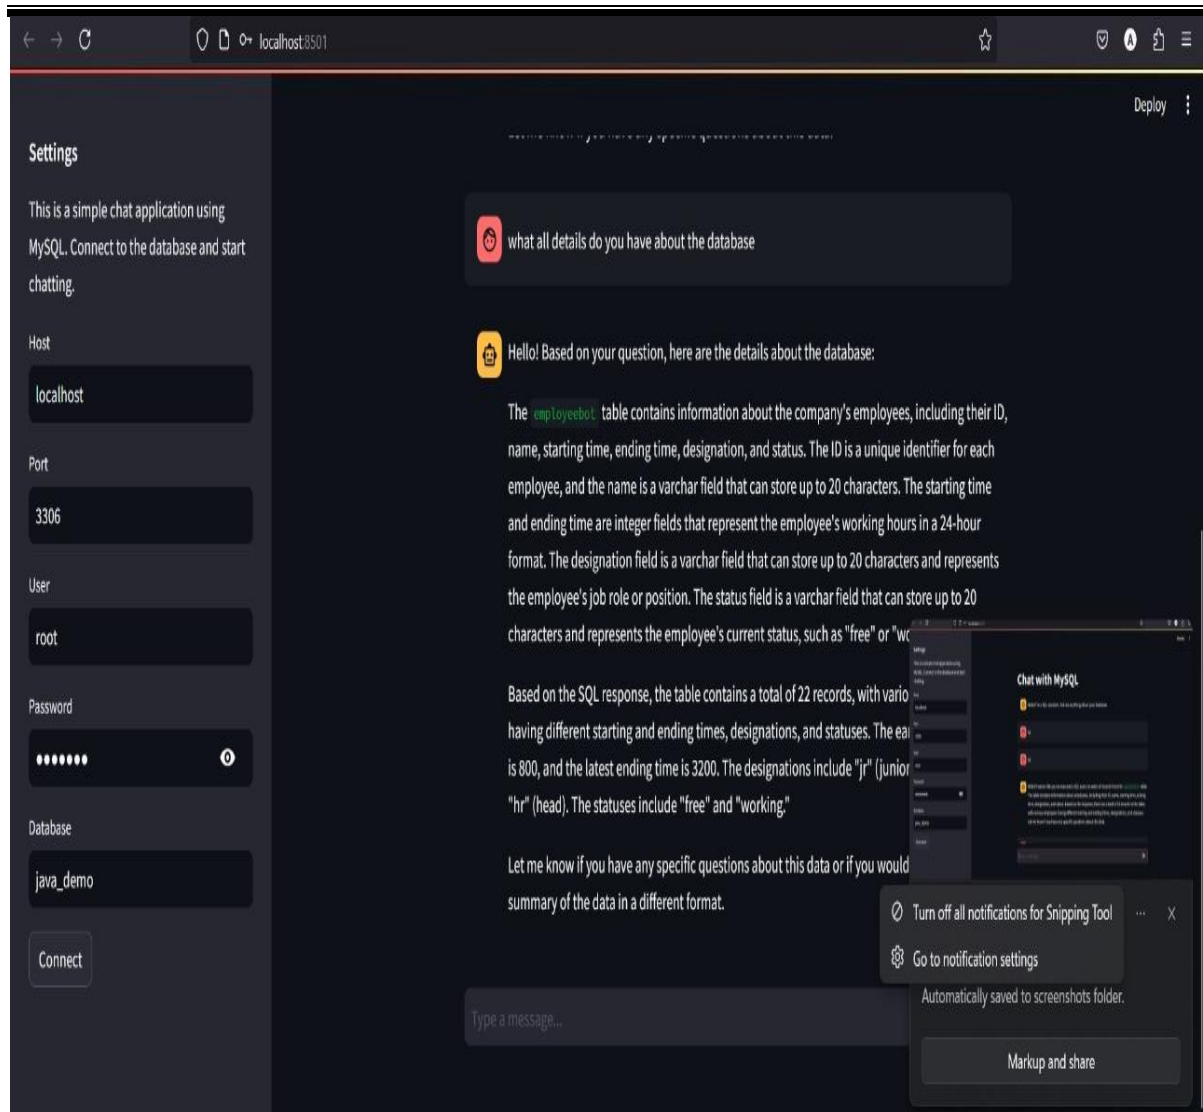 localhost:8501
Deploy
Settings
This is a simple chat application using
MySQL. Connect to the database and start
chatting.
Host
localhost
Port
3306
User
root
Password
Database
java_demo
Connect
what all details do you have about the database
Hello! Based on your question, here are the details about the database:
The employeebot table contains information about the company's employees, including their ID,
name, starting time, ending time, designation, and status. The ID is a unique identifier for each
employee, and the name is a varchar field that can store up to 20 characters. The starting time
and ending time are integer fields that represent the employee's working hours in a 24-hour
format. The designation field is a varchar field that can store up to 20 characters and represents
the employee's job role or position. The status field is a varchar field that can store up to 20
characters and represents the employee's current status, such as "free" or "wo
Based on the SQL response, the table contains a total of 22 records, with vario
having different starting and ending times, designations, and statuses. The ea
is 800, and the latest ending time is 3200. The designations include "jr" (junior
"hr" (head). The statuses include "free" and "working."
Let me know if you have any specific questions about this data or if you would
summary of the data in a different format.
Type a message...
Chat with MySQL
Turn off all notifications for Snipping Tool
Go to notification settings
Automatically saved to screenshots folder.
Markup and share